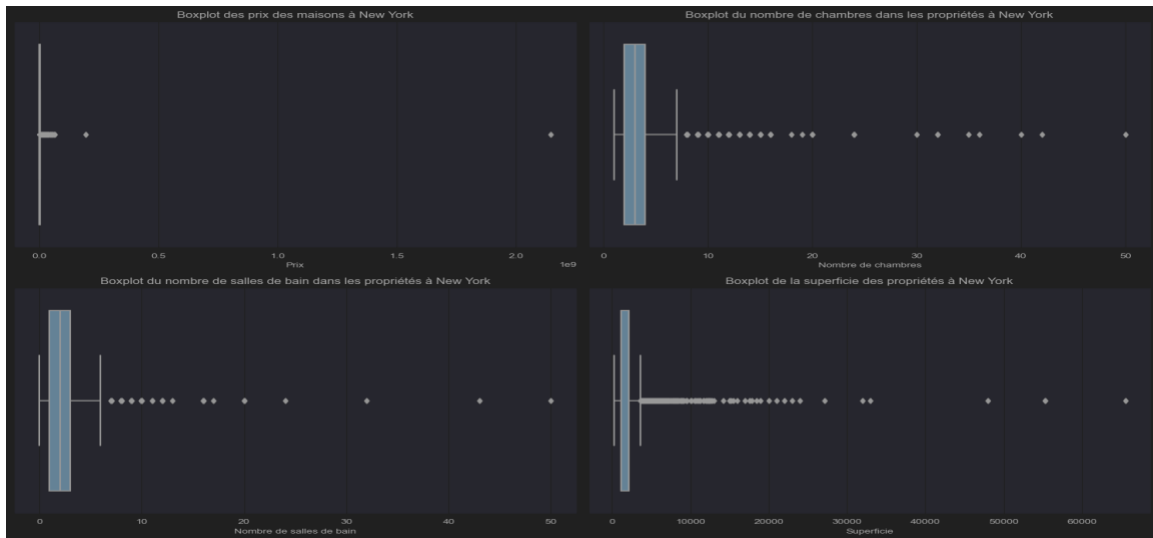 Boxplot des prix des maisons à New York
0.0 0.5 1.0 1.5 2.0
Prix
1e9
Boxplot du nombre de chambres dans les propriétés à New York
0 10 20 30 40 50
Nombre de chambres
Boxplot du nombre de salles de bain dans les propriétés à New York
0 10 20 30 40 50
Nombre de salles de bain
Boxplot de la superficie des propriétés à New York
0 10000 20000 30000 40000 50000 60000
Superficie